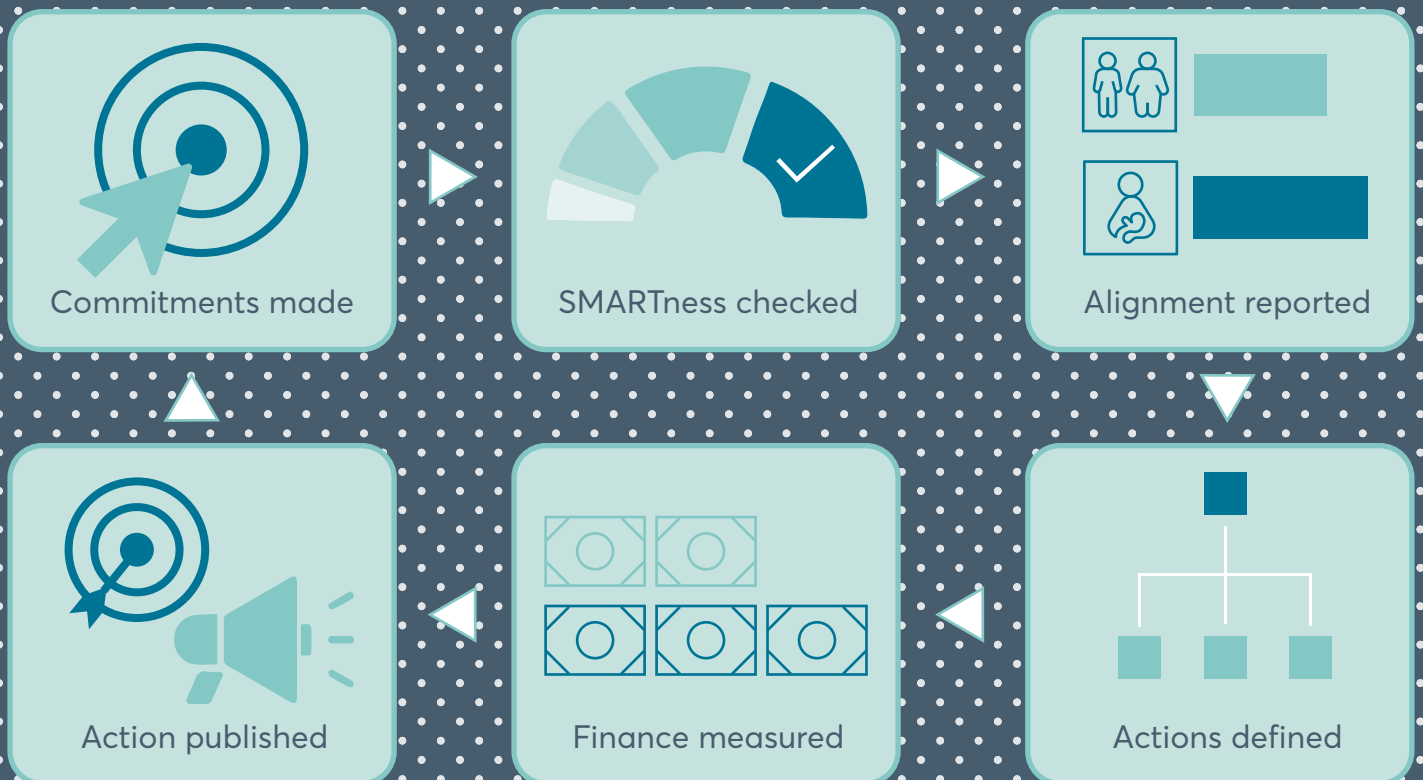 Commitments made
SMARTness checked
Alignment reported
Action published
Finance measured
Actions defined